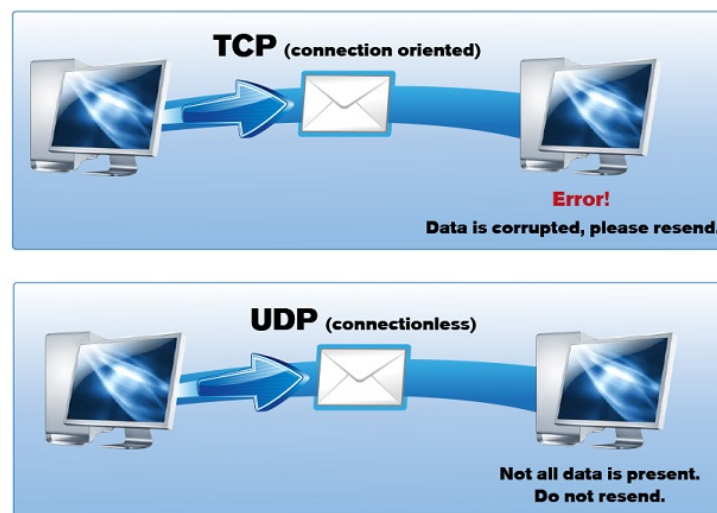 TCP (connection oriented)
Error!
Data is corrupted, please resend.
UDP (connectionless)
Not all data is present.
Do not resend.